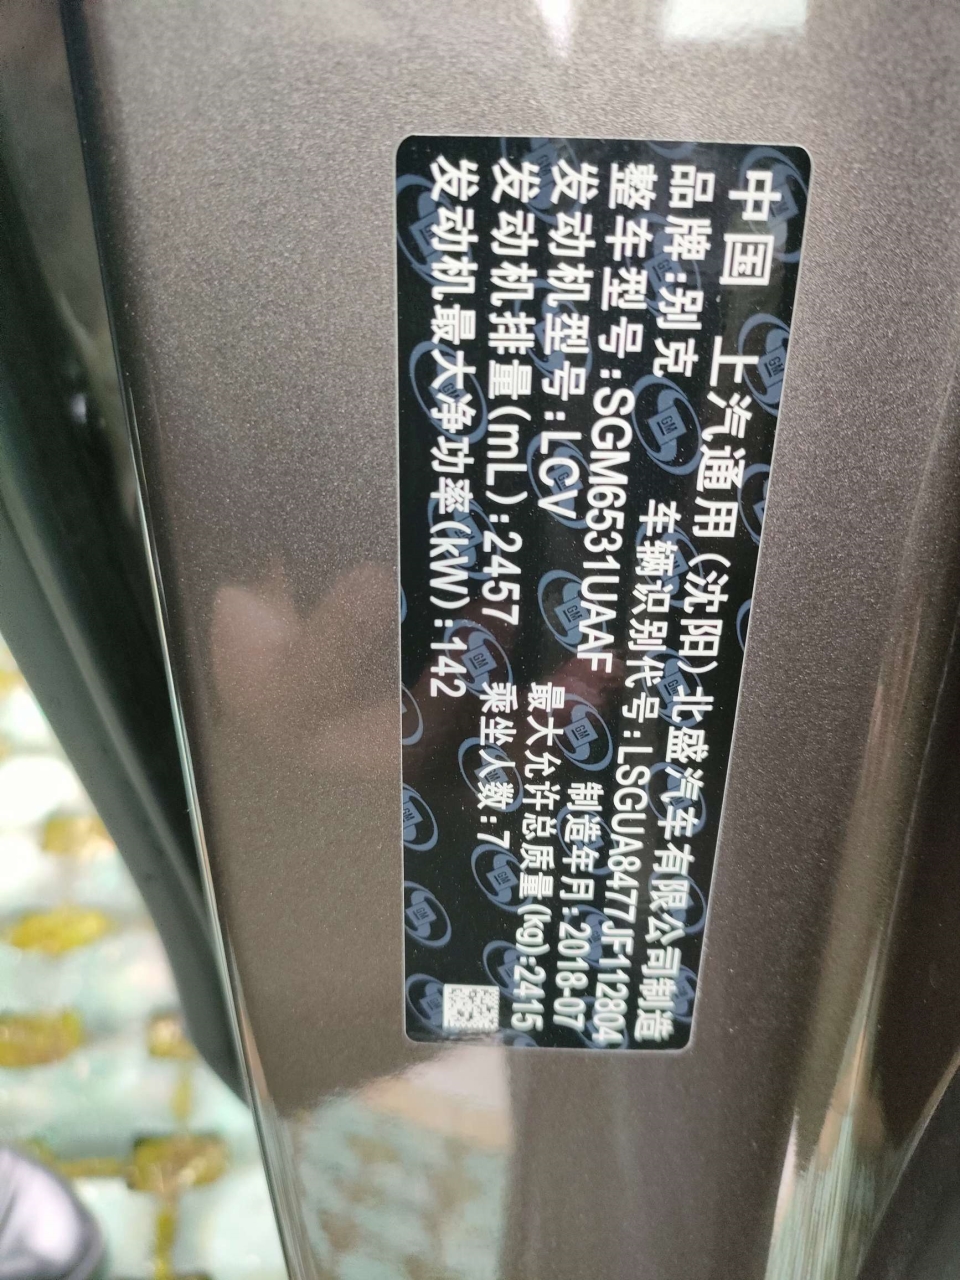 中国 上汽通用(沈阳)北盛汽车有限公司制造
品牌:别克 车辆识别代号:LSGUA8477JF112804
整车型号:SGM6531UAAF 制造年月:2018-07
发动机型号:LCV 最大允许总质量(kg):2415
发动机排量(mL):2457 乘坐人数:7
发动机最大净功率(kW):142